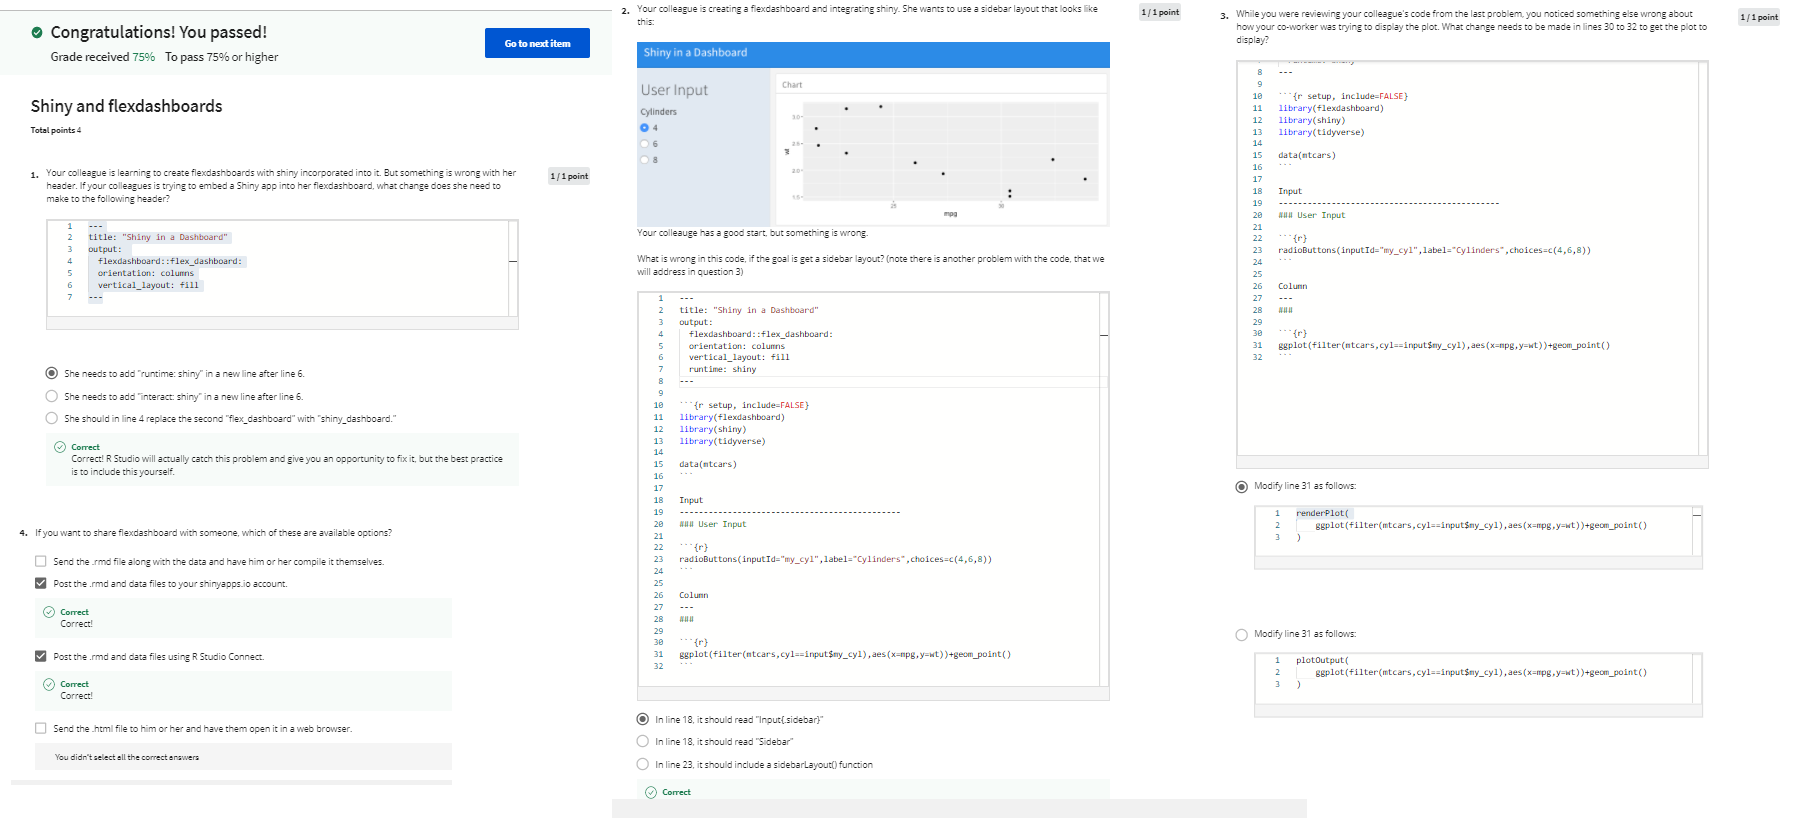 Congratulations! You passed!
Grade received 75% To pass 75% or higher
Go to next item
Shiny and flexdashboards
Total points 4
1. Your colleague is learning to create flexdashboards with shiny incorporated into it. But something is wrong with her
header. If your colleagues is trying to embed a Shiny app into her flexdashboard, what change does she need to
make to the following header?
1 / 1 point
1 ---
2 title: "Shiny in a Dashboard"
3 output:
4 flexdashboard::flex_dashboard:
5 orientation: columns
6 vertical_layout: fill
7 ---
She needs to add "runtime: shiny" in a new line after line 6.
She needs to add "interact: shiny" in a new line after line 6.
She should in line 4 replace the second "flex_dashboard" with "shiny_dashboard."
Correct
Correct! R Studio will actually catch this problem and give you an opportunity to fix it, but the best practice
is to include this yourself.
4. If you want to share flexdashboard with someone, which of these are available options?
Send the .rmd file along with the data and have him or her compile it themselves.
Post the .rmd and data files to your shinyapps.io account.
Correct
Correct!
Post the .rmd and data files using R Studio Connect.
Correct
Correct!
Send the .html file to him or her and have them open it in a web browser.
You didn't select all the correct answers
2. Your colleague is creating a flexdashboard and integrating shiny. She wants to use a sidebar layout that looks like
this:
1 / 1 point
Shiny in a Dashboard
User Input
Cylinders
4
6
8
Chart
3.0
2.5
wt
2.0
1.5
25
30
mpg
Your colleauge has a good start, but something is wrong.
What is wrong in this code, if the goal is get a sidebar layout? (note there is another problem with the code, that we
will address in question 3)
1 ---
2 title: "Shiny in a Dashboard"
3 output:
4 flexdashboard::flex_dashboard:
5 orientation: columns
6 vertical_layout: fill
7 runtime: shiny
8 ---
9
10 ```{r setup, include=FALSE}
11 library(flexdashboard)
12 library(shiny)
13 library(tidyverse)
14
15 data(mtcars)
16 ```
17
18 Input
19 -----------------------------------------------
20 ### User Input
21
22 ```{r}
23 radioButtons(inputId="my_cyl",label="Cylinders",choices=c(4,6,8))
24 ```
25
26 Column
27 ---
28 ###
29
30 ```{r}
31 ggplot(filter(mtcars,cyl==input$my_cyl),aes(x=mpg,y=wt))+geom_point()
32 ```
In line 18, it should read "Input{.sidebar}"
In line 18, it should read "Sidebar"
In line 23, it should include a sidebarLayout() function
Correct
3. While you were reviewing your colleague's code from the last problem, you noticed something else wrong about
how your co-worker was trying to display the plot. What change needs to be made in lines 30 to 32 to get the plot to
display?
1 / 1 point
8 ---
9
10 ```{r setup, include=FALSE}
11 library(flexdashboard)
12 library(shiny)
13 library(tidyverse)
14
15 data(mtcars)
16 ```
17
18 Input
19 -----------------------------------------------
20 ### User Input
21
22 ```{r}
23 radioButtons(inputId="my_cyl",label="Cylinders",choices=c(4,6,8))
24 ```
25
26 Column
27 ---
28 ###
29
30 ```{r}
31 ggplot(filter(mtcars,cyl==input$my_cyl),aes(x=mpg,y=wt))+geom_point()
32 ```
Modify line 31 as follows:
1 renderPlot(
2 ggplot(filter(mtcars,cyl==input$my_cyl),aes(x=mpg,y=wt))+geom_point()
3 )
Modify line 31 as follows:
1 plotOutput(
2 ggplot(filter(mtcars,cyl==input$my_cyl),aes(x=mpg,y=wt))+geom_point()
3 )